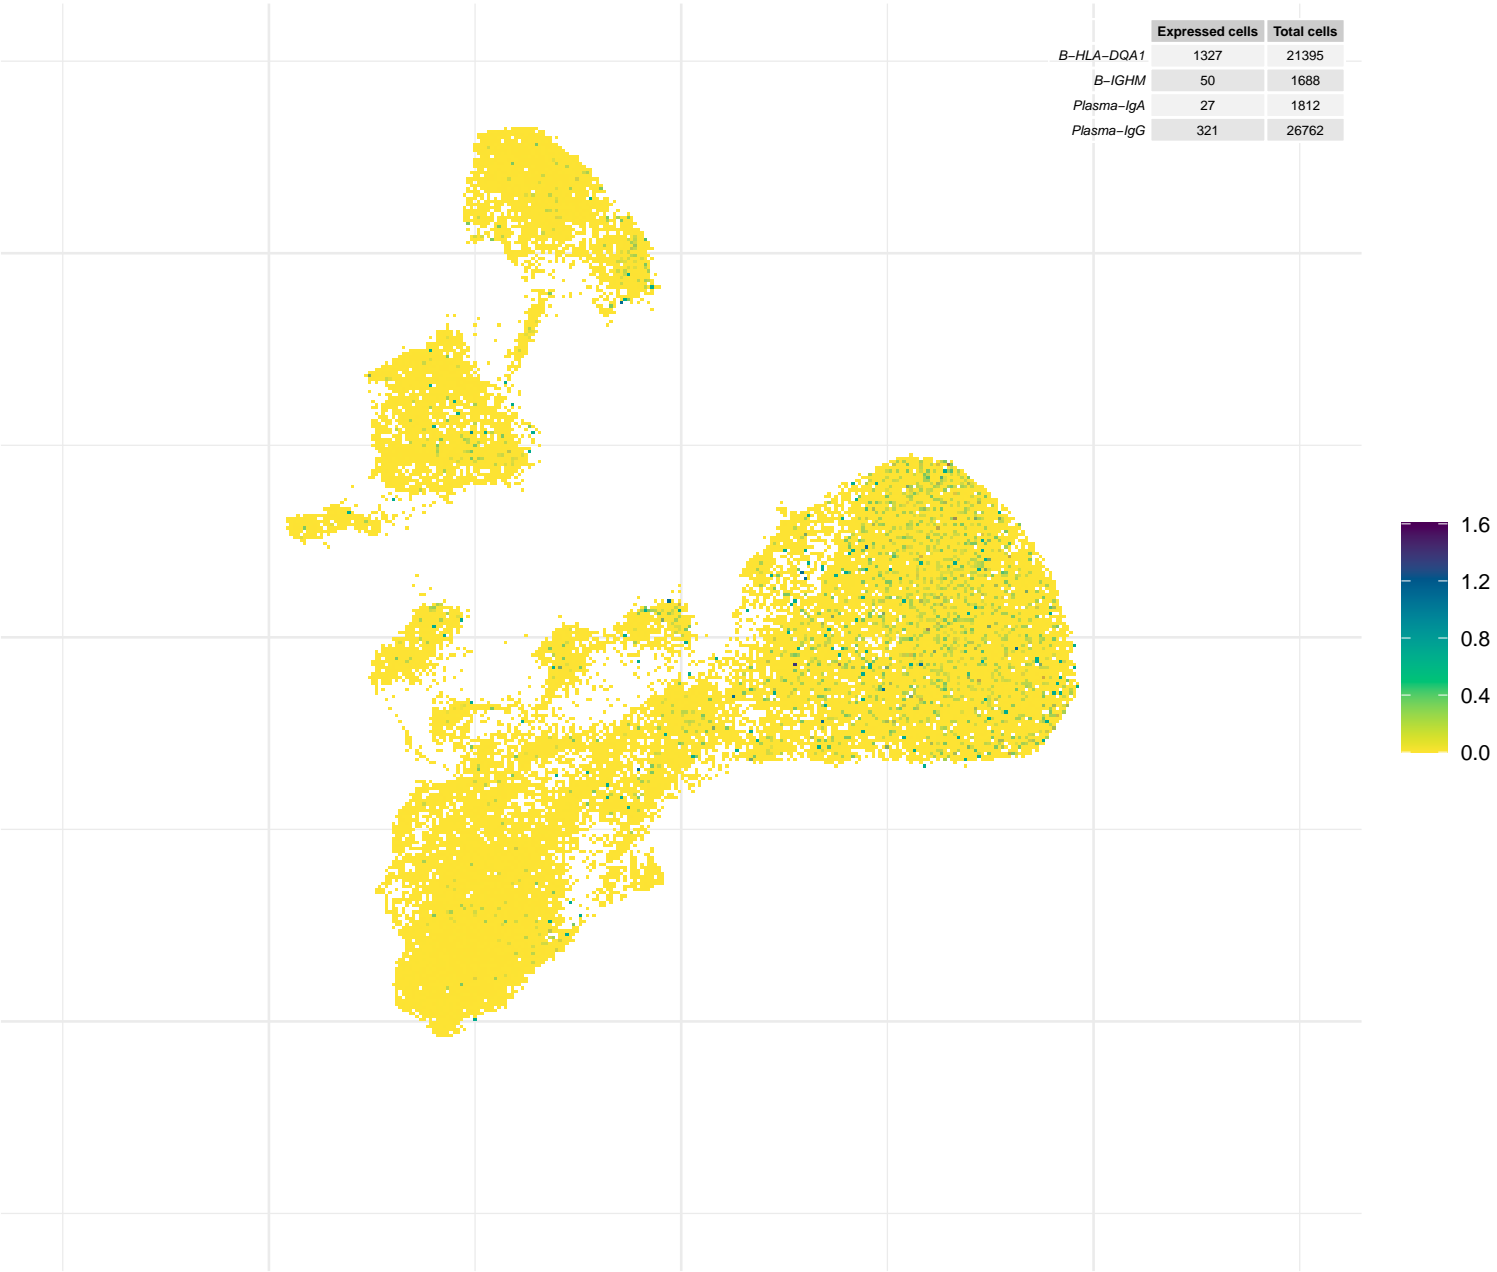 Expressed cells Total cells
B−HLA−DQA1 1327 21395
B−IGHM 50 1688
Plasma−IgA 27 1812
Plasma−IgG 321 26762
1.6
1.2
0.8
0.4
0.0